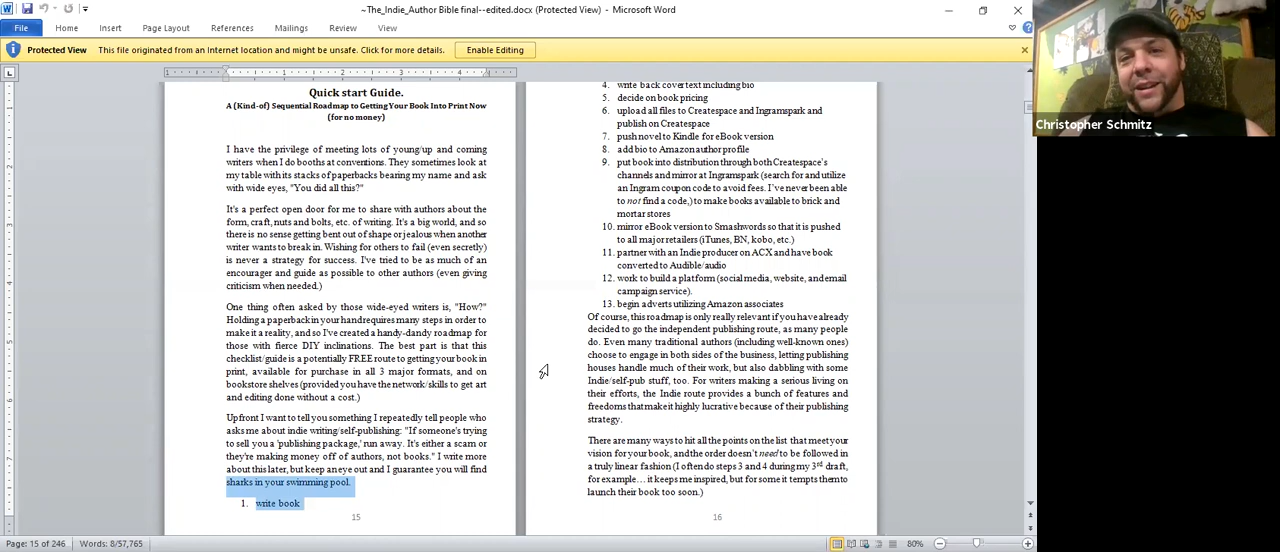 ~The_Indie_Author Bible final--edited.docx (Protected View) - Microsoft Word
File Home Insert Page Layout References Mailings Review View
Protected View This file originated from an Internet location and might be unsafe. Click for more details. Enable Editing
Christopher Schmitz
Quick start Guide.
A (Kind-of) Sequential Roadmap to Getting Your Book Into Print Now
(for no money)
I have the privilege of meeting lots of young/up and coming
writers when I do booths at conventions. They sometimes look at
my table with its stacks of paperbacks bearing my name and ask
with wide eyes, "You did all this?"
It's a perfect open door for me to share with authors about the
form, craft, nuts and bolts, etc. of writing. It's a big world, and so
there is no sense getting bent out of shape or jealous when another
writer wants to break in. Wishing for others to fail (even secretly)
is never a strategy for success. I've tried to be as much of an
encourager and guide as possible to other authors (even giving
criticism when needed.)
One thing often asked by those wide-eyed writers is, "How?"
Holding a paperback in your hand requires many steps in order to
make it a reality, and so I've created a handy-dandy roadmap for
those with fierce DIY inclinations. The best part is that this
checklist/guide is a potentially FREE route to getting your book in
print, available for purchase in all 3 major formats, and on
bookstore shelves (provided you have the network/skills to get art
and editing done without a cost.)
Upfront I want to tell you something I repeatedly tell people who
asks me about indie writing/self-publishing: "If someone's trying
to sell you a 'publishing package,' run away. It's either a scam or
they're making money off of authors, not books." I write more
about this later, but keep an eye out and I guarantee you will find
sharks in your swimming pool.
1. write book
15
4. write back cover text including bio
5. decide on book pricing
6. upload all files to Createspace and Ingramspark and
publish on Createspace
7. push novel to Kindle for eBook version
8. add bio to Amazon author profile
9. put book into distribution through both Createspace's
channels and mirror at Ingramspark (search for and utilize
an Ingram coupon code to avoid fees. I've never been able
to not find a code,) to make books available to brick and
mortar stores
10. mirror eBook version to Smashwords so that it is pushed
to all major retailers (iTunes, BN, kobo, etc.)
11. partner with an Indie producer on ACX and have book
converted to Audible/audio
12. work to build a platform (social media, website, and email
campaign service).
13. begin adverts utilizing Amazon associates
Of course, this roadmap is only really relevant if you have already
decided to go the independent publishing route, as many people
do. Even many traditional authors (including well-known ones)
choose to engage in both sides of the business, letting publishing
houses handle much of their work, but also dabbling with some
Indie/self-pub stuff, too. For writers making a serious living on
their efforts, the Indie route provides a bunch of features and
freedoms that make it highly lucrative because of their publishing
strategy.
There are many ways to hit all the points on the list that meet your
vision for your book, and the order doesn't need to be followed in
a truly linear fashion (I often do steps 3 and 4 during my 3rd draft,
for example... it keeps me inspired, but for some it tempts them to
launch their book too soon.)
16
Page: 15 of 246 Words: 8/57,765 80%